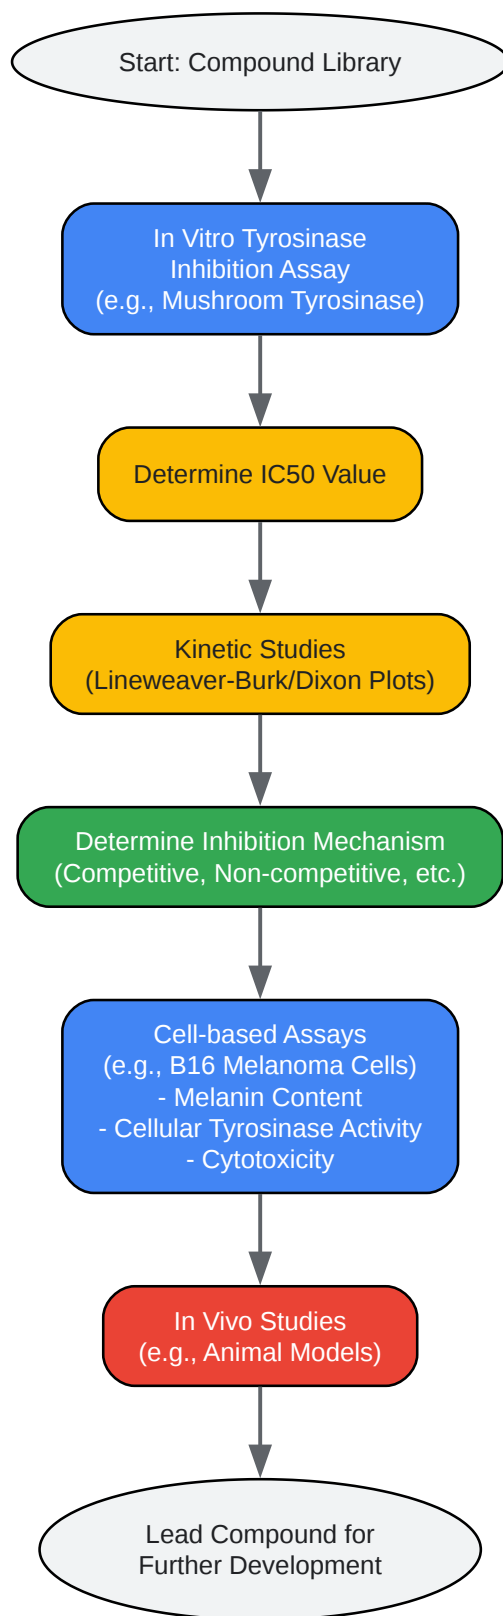 Start: Compound Library
In Vitro Tyrosinase
Inhibition Assay
(e.g., Mushroom Tyrosinase)
Determine IC50 Value
Kinetic Studies
(Lineweaver-Burk/Dixon Plots)
Determine Inhibition Mechanism
(Competitive, Non-competitive, etc.)
Cell-based Assays
(e.g., B16 Melanoma Cells)
- Melanin Content
- Cellular Tyrosinase Activity
- Cytotoxicity
In Vivo Studies
(e.g., Animal Models)
Lead Compound for
Further Development